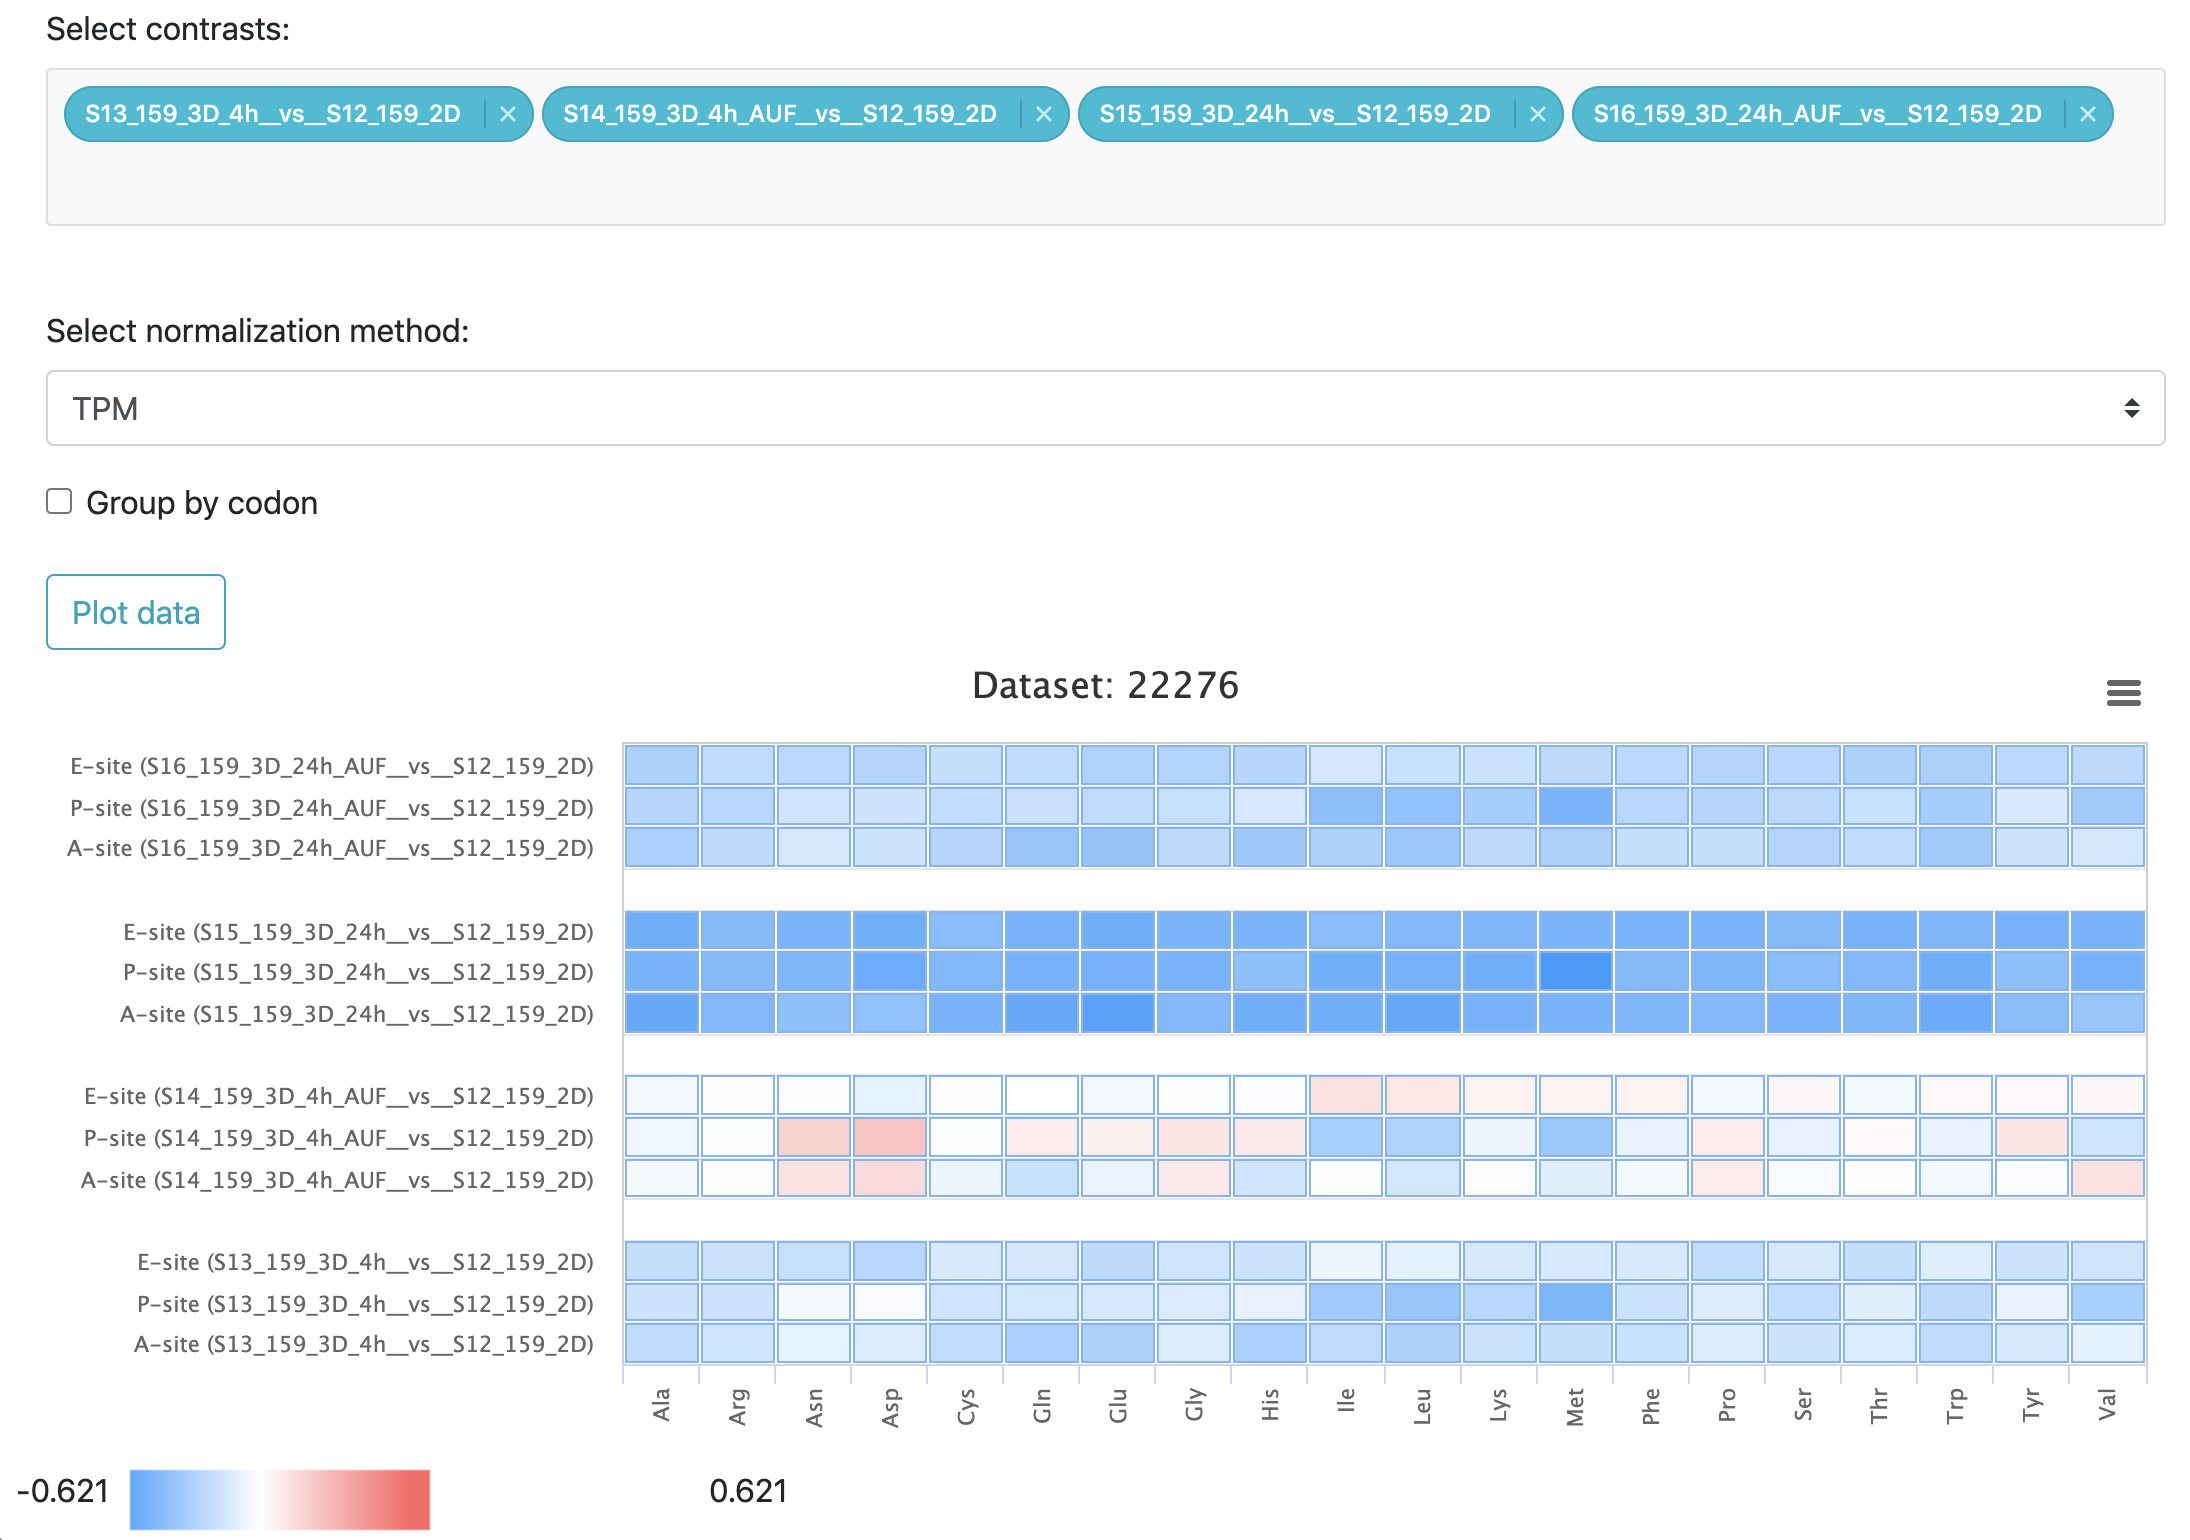 Select contrasts:
S13_159_3D_4h__vs__S12_159_2D × S14_159_3D_4h_AUF__vs__S12_159_2D × S15_159_3D_24h__vs__S12_159_2D × S16_159_3D_24h_AUF__vs__S12_159_2D ×
Select normalization method:
TPM
Group by codon
Plot data
Dataset: 22276
E-site (S16_159_3D_24h_AUF__vs__S12_159_2D)
P-site (S16_159_3D_24h_AUF__vs__S12_159_2D)
A-site (S16_159_3D_24h_AUF__vs__S12_159_2D)
E-site (S15_159_3D_24h__vs__S12_159_2D)
P-site (S15_159_3D_24h__vs__S12_159_2D)
A-site (S15_159_3D_24h__vs__S12_159_2D)
E-site (S14_159_3D_4h_AUF__vs__S12_159_2D)
P-site (S14_159_3D_4h_AUF__vs__S12_159_2D)
A-site (S14_159_3D_4h_AUF__vs__S12_159_2D)
E-site (S13_159_3D_4h__vs__S12_159_2D)
P-site (S13_159_3D_4h__vs__S12_159_2D)
A-site (S13_159_3D_4h__vs__S12_159_2D)
Ala Arg Asn Asp Cys Gln Glu Gly His Ile Leu Lys Met Phe Pro Ser Thr Trp Tyr Val
-0.621 0.621